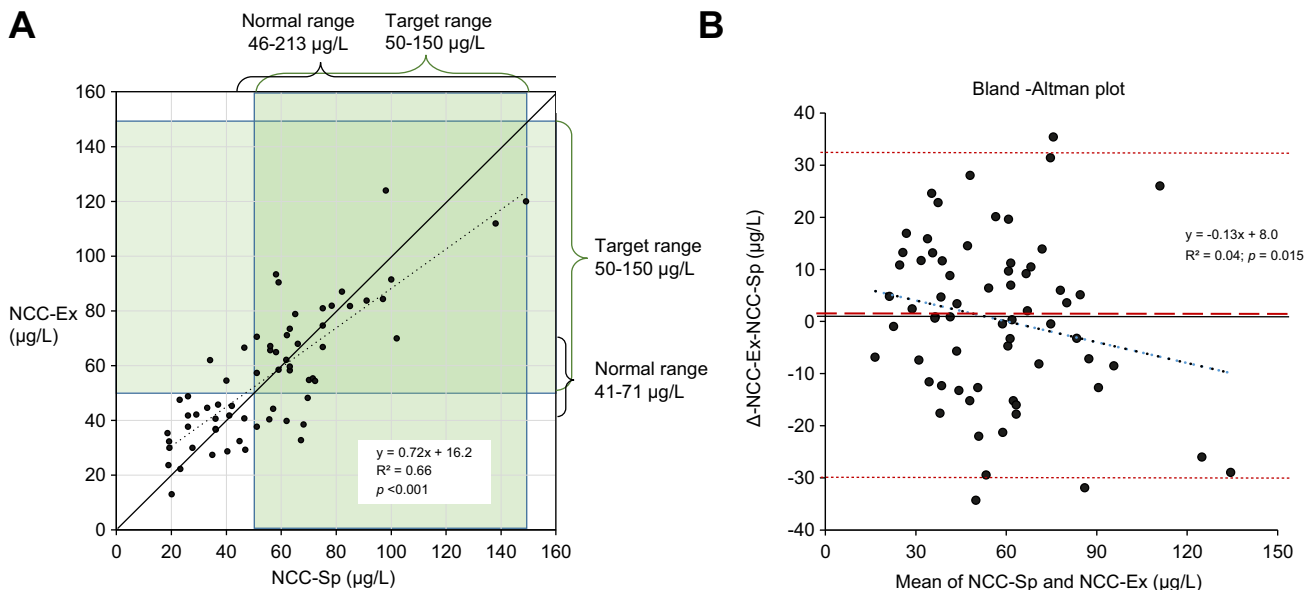 A
Normal range
46-213 µg/L
Target range
50-150 µg/L
160
140
120
100
80
60
40
20
0
NCC-Ex
(µg/L)
Target range
50-150 µg/L
Normal range
41-71 µg/L
y = 0.72x + 16.2
R² = 0.66
p <0.001
0 20 40 60 80 100 120 140 160
NCC-Sp (µg/L)
B
Bland -Altman plot
40
30
20
10
0
-10
-20
-30
-40
Δ-NCC-Ex-NCC-Sp (µg/L)
y = -0.13x + 8.0
R² = 0.04; p = 0.015
0 30 60 90 120 150
Mean of NCC-Sp and NCC-Ex (µg/L)